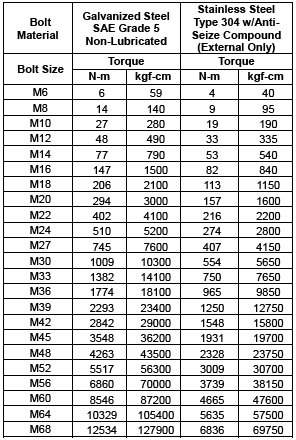 Bolt Material Galvanized Steel SAE Grade 5 Non-Lubricated Stainless Steel Type 304 w/Anti-Seize Compound (External Only)
Bolt Size Torque Torque
N-m kgf-cm N-m kgf-cm
M6 6 59 4 40
M8 14 140 9 95
M10 27 280 19 190
M12 48 490 33 335
M14 77 790 53 540
M16 147 1500 82 840
M18 206 2100 113 1150
M20 294 3000 157 1600
M22 402 4100 216 2200
M24 510 5200 274 2800
M27 745 7600 407 4150
M30 1009 10300 554 5650
M33 1382 14100 750 7650
M36 1774 18100 965 9850
M39 2293 23400 1250 12750
M42 2842 29000 1548 15800
M45 3548 36200 1931 19700
M48 4263 43500 2328 23750
M52 5517 56300 3009 30700
M56 6860 70000 3739 38150
M60 8546 87200 4665 47600
M64 10329 105400 5635 57500
M68 12534 127900 6836 69750